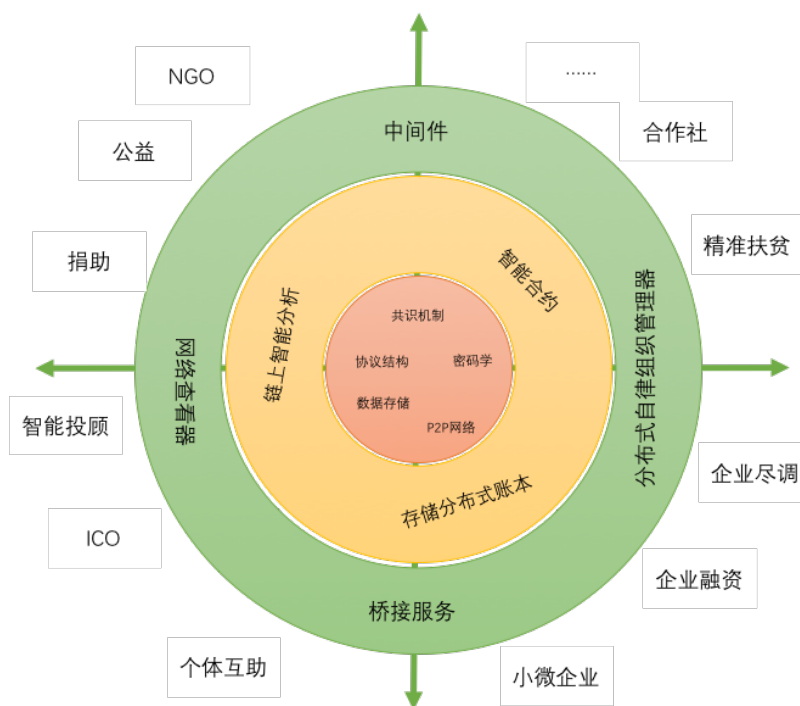 NGO
……
公益
中间件
合作社
捐助
精准扶贫
智能合约
链上智能分析
共识机制
协议结构
密码学
数据存储
P2P网络
网络查看器
分布式自律组织管理器
智能投顾
企业尽调
存储分布式账本
ICO
企业融资
桥接服务
个体互助
小微企业